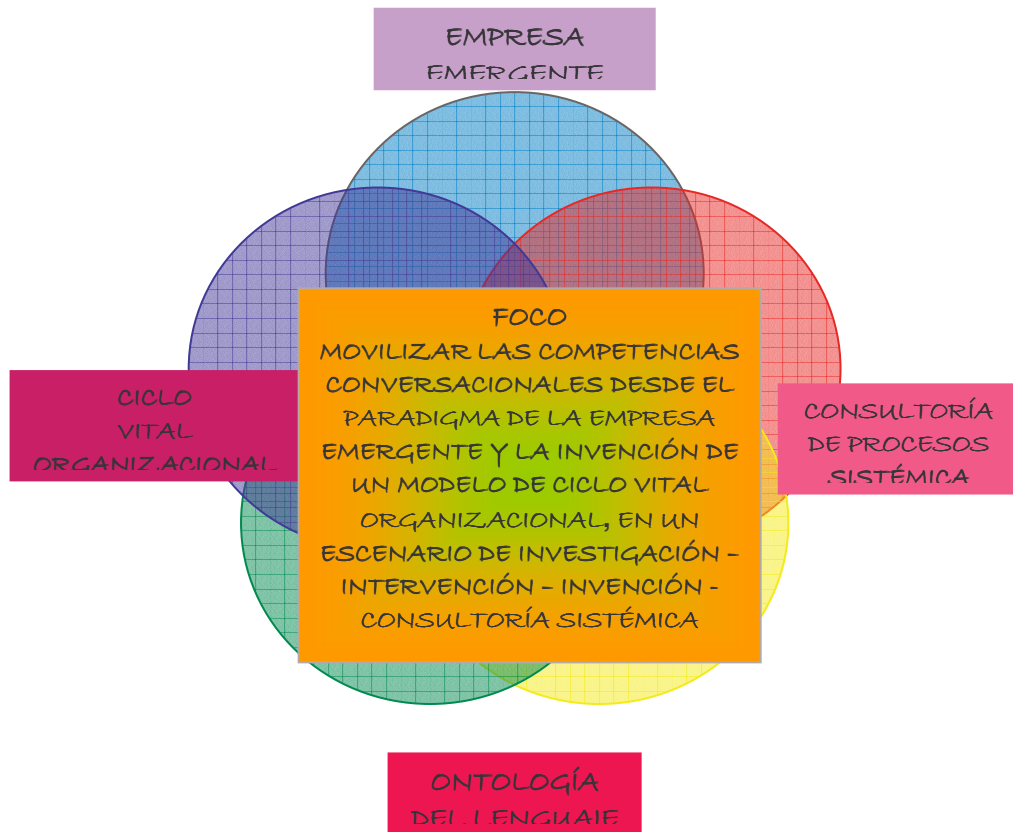 EMPRESA
EMERGENTE
FOCO
MOVILIZAR LAS COMPETENCIAS
CONVERSACIONALES DESDE EL
PARADIGMA DE LA EMPRESA
EMERGENTE Y LA INVENCIÓN DE
UN MODELO DE CICLO VITAL
ORGANIZACIONAL, EN UN
ESCENARIO DE INVESTIGACIÓN –
INTERVENCIÓN – INVENCIÓN -
CONSULTORÍA SISTÉMICA
CICLO
VITAL
ORGANIZACIONAL
CONSULTORÍA
DE PROCESOS
SISTÉMICA
ONTOLOGÍA
DEL LENGUAJE